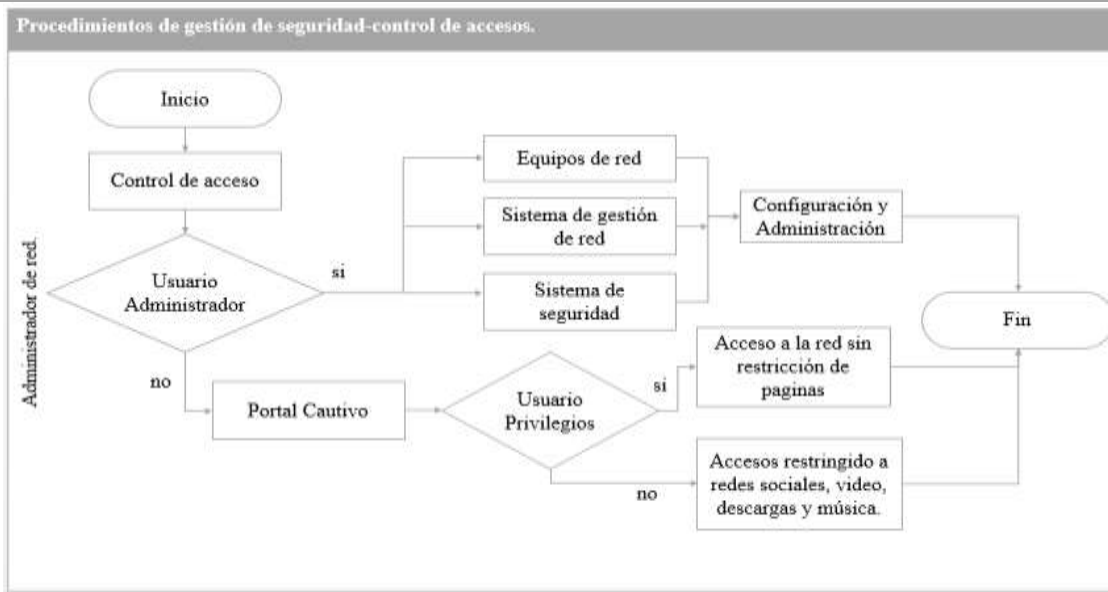 Procedimientos de gestión de seguridad-control de accesos.
Administrador de red.
Inicio
Control de acceso
Usuario
Administrador
si
no
Equipos de red
Sistema de gestión
de red
Sistema de
seguridad
Configuración y
Administración
Portal Cautivo
Usuario
Privilegios
si
no
Acceso a la red sin
restricción de
paginas
Accesos restringido a
redes sociales, video,
descargas y música.
Fin